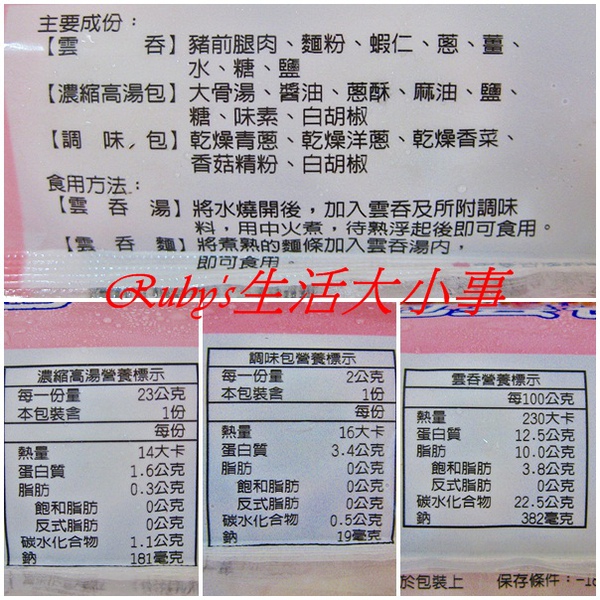 主要成份：
【雲　　呑】豬前腿肉、麵粉、蝦仁、蔥、薑、
水、糖、鹽
【濃縮高湯包】大骨湯、醬油、蔥酥、麻油、鹽、
糖、味素、白胡椒
【調 味 包】乾燥青蔥、乾燥洋蔥、乾燥香菜、
香菇精粉、白胡椒
食用方法：
【雲 呑 湯】將水燒開後，加入雲呑及所附調味
料，用中火煮，待熟浮起後即可食用。
【雲 呑 麵】將煮熟的麵條加入雲呑湯內，
即可食用。
Ruby's生活大小事
濃縮高湯營養標示
每一份量 23公克
本包裝含 1份
每份
熱量 14大卡
蛋白質 1.6公克
脂肪 0.3公克
飽和脂肪 0公克
反式脂肪 0公克
碳水化合物 1.1公克
鈉 181毫克
調味包營養標示
每一份量 2公克
本包裝含 1份
每份
熱量 16大卡
蛋白質 3.4公克
脂肪 0公克
飽和脂肪 0公克
反式脂肪 0公克
碳水化合物 0.5公克
鈉 19毫克
雲呑營養標示
每100公克
熱量 230大卡
蛋白質 12.5公克
脂肪 10.0公克
飽和脂肪 3.8公克
反式脂肪 0公克
碳水化合物 22.5公克
鈉 382毫克
於包裝上 保存條件：-18